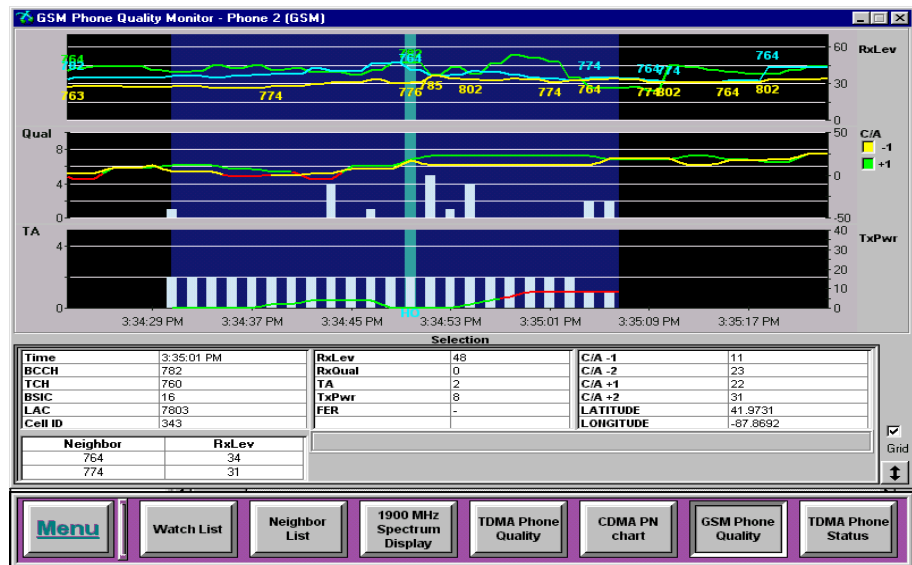 GSM Phone Quality Monitor - Phone 2 (GSM)
60 RxLev
764 782 764 774 764 774 764
30
763 774 776 785 802 774 764 774 802 764 802
0
Qual 50 C/A
8 -1
+1
4 0
0 -50
TA 40 TxPwr
4 30
20
10
0 HO 0
3:34:29 PM 3:34:37 PM 3:34:45 PM 3:34:53 PM 3:35:01 PM 3:35:09 PM 3:35:17 PM
Selection
Time 3:35:01 PM RxLev 48 C/A -1 11
BCCH 782 RxQual 0 C/A -2 23
TCH 760 TA 2 C/A +1 22
BSIC 16 TxPwr 8 C/A +2 31
LAC 7803 FER - LATITUDE 41.9731
Cell ID 343 LONGITUDE -87.8692
Neighbor RxLev
764 34
774 31
Grid
Menu
Watch List
Neighbor
List
1900 MHz
Spectrum
Display
TDMA Phone
Quality
CDMA PN
chart
GSM Phone
Quality
TDMA Phone
Status